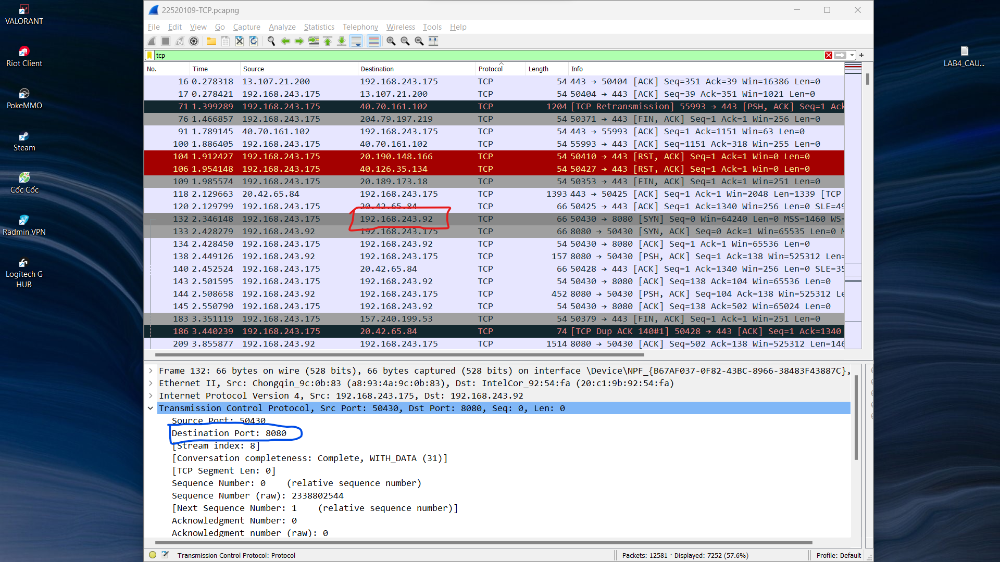 VALORANT
Riot Client
PokeMMO
Steam
Cốc Cốc
Radmin VPN
Logitech G
HUB
LAB4_CAU...
22520109-TCP.pcapng
File Edit View Go Capture Analyze Statistics Telephony Wireless Tools Help
tcp
No. Time Source Destination Protocol Length Info
16 0.278318 13.107.21.200 192.168.243.175 TCP 54 443 → 50404 [ACK] Seq=351 Ack=39 Win=16386 Len=0
17 0.278421 192.168.243.175 13.107.21.200 TCP 54 50404 → 443 [ACK] Seq=39 Ack=351 Win=1021 Len=0
71 1.399289 192.168.243.175 40.70.161.102 TCP 1204 [TCP Retransmission] 55993 → 443 [PSH, ACK] Seq=1 Ack
76 1.466857 192.168.243.175 204.79.197.219 TCP 54 50371 → 443 [FIN, ACK] Seq=1 Ack=1 Win=256 Len=0
91 1.789145 40.70.161.102 192.168.243.175 TCP 54 443 → 55993 [ACK] Seq=1 Ack=1151 Win=63 Len=0
100 1.886405 192.168.243.175 40.70.161.102 TCP 54 55993 → 443 [ACK] Seq=1151 Ack=318 Win=255 Len=0
104 1.912427 192.168.243.175 20.190.148.166 TCP 54 50410 → 443 [RST, ACK] Seq=1 Ack=1 Win=0 Len=0
106 1.954148 192.168.243.175 40.126.35.134 TCP 54 50427 → 443 [RST, ACK] Seq=1 Ack=1 Win=0 Len=0
109 1.985574 192.168.243.175 20.189.173.18 TCP 54 50353 → 443 [FIN, ACK] Seq=1 Ack=1 Win=251 Len=0
118 2.129663 20.42.65.84 192.168.243.175 TCP 1393 443 → 50425 [ACK] Seq=1 Ack=1 Win=2048 Len=1339 [TCP
120 2.129799 192.168.243.175 20.42.65.84 TCP 66 50425 → 443 [ACK] Seq=1 Ack=1340 Win=256 Len=0 SLE=49
132 2.346148 192.168.243.175 192.168.243.92 TCP 66 50430 → 8080 [SYN] Seq=0 Win=64240 Len=0 MSS=1460 WS=
133 2.428279 192.168.243.92 192.168.243.175 TCP 66 8080 → 50430 [SYN, ACK] Seq=0 Ack=1 Win=65535 Len=0 M
134 2.428450 192.168.243.175 192.168.243.92 TCP 54 50430 → 8080 [ACK] Seq=1 Ack=1 Win=65536 Len=0
138 2.449126 192.168.243.92 192.168.243.175 TCP 157 8080 → 50430 [PSH, ACK] Seq=1 Ack=138 Win=525312 Len=
140 2.452524 192.168.243.175 20.42.65.84 TCP 66 50428 → 443 [ACK] Seq=1 Ack=1340 Win=256 Len=0 SLE=35
143 2.501595 192.168.243.175 192.168.243.92 TCP 54 50430 → 8080 [ACK] Seq=138 Ack=104 Win=65536 Len=0
144 2.508658 192.168.243.92 192.168.243.175 TCP 452 8080 → 50430 [PSH, ACK] Seq=104 Ack=138 Win=525312 Le
145 2.550790 192.168.243.175 192.168.243.92 TCP 54 50430 → 8080 [ACK] Seq=138 Ack=502 Win=65024 Len=0
183 3.351119 192.168.243.175 157.240.199.53 TCP 54 50379 → 443 [FIN, ACK] Seq=1 Ack=1 Win=251 Len=0
186 3.440239 192.168.243.175 20.42.65.84 TCP 74 [TCP Dup ACK 140#1] 50428 → 443 [ACK] Seq=1 Ack=1340
209 3.855877 192.168.243.92 192.168.243.175 TCP 1514 8080 → 50430 [ACK] Seq=502 Ack=138 Win=525312 Len=146
Frame 132: 66 bytes on wire (528 bits), 66 bytes captured (528 bits) on interface \Device\NPF_{B67AF037-0F82-43BC-8966-38483F43887C},
Ethernet II, Src: Chongqin_9c:0b:83 (a8:93:4a:9c:0b:83), Dst: IntelCor_92:54:fa (20:c1:9b:92:54:fa)
Internet Protocol Version 4, Src: 192.168.243.175, Dst: 192.168.243.92
Transmission Control Protocol, Src Port: 50430, Dst Port: 8080, Seq: 0, Len: 0
Source Port: 50430
Destination Port: 8080
[Stream index: 8]
[Conversation completeness: Complete, WITH_DATA (31)]
[TCP Segment Len: 0]
Sequence Number: 0 (relative sequence number)
Sequence Number (raw): 2338802544
[Next Sequence Number: 1 (relative sequence number)]
Acknowledgment Number: 0
Acknowledgment number (raw): 0
Transmission Control Protocol: Protocol
Packets: 12581 · Displayed: 7252 (57.6%)
Profile: Default